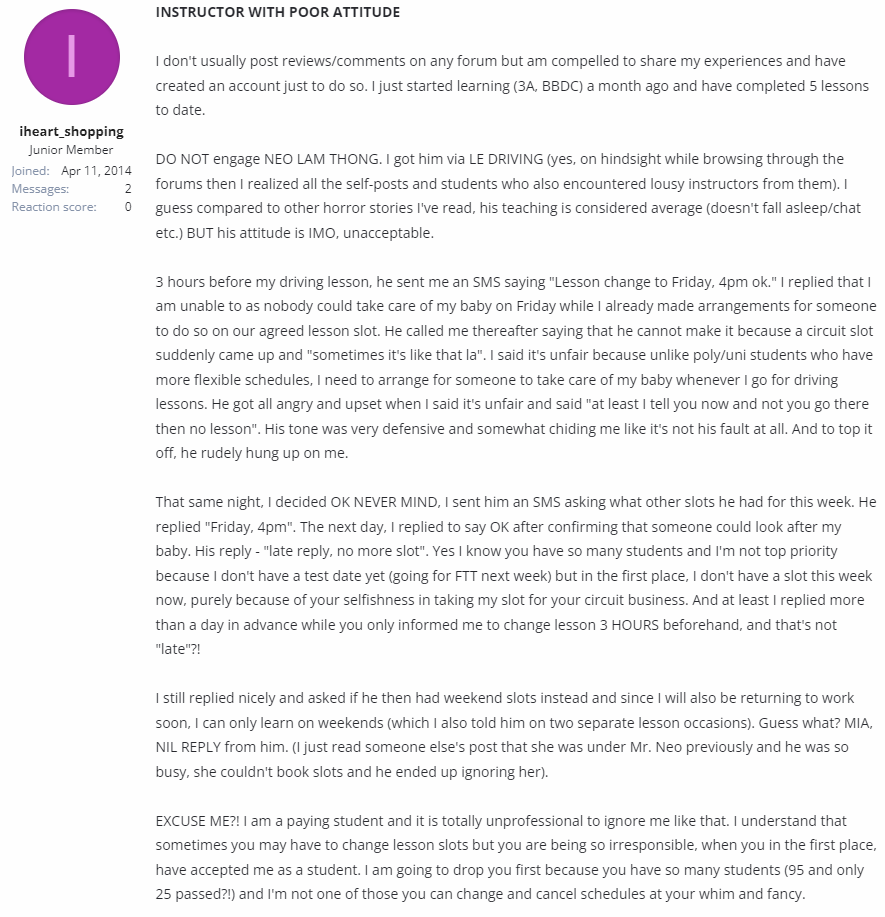 I
iheart_shopping
Junior Member
Joined: Apr 11, 2014
Messages: 2
Reaction score: 0
INSTRUCTOR WITH POOR ATTITUDE
I don't usually post reviews/comments on any forum but am compelled to share my experiences and have
created an account just to do so. I just started learning (3A, BBDC) a month ago and have completed 5 lessons
to date.
DO NOT engage NEO LAM THONG. I got him via LE DRIVING (yes, on hindsight while browsing through the
forums then I realized all the self-posts and students who also encountered lousy instructors from them). I
guess compared to other horror stories I've read, his teaching is considered average (doesn't fall asleep/chat
etc.) BUT his attitude is IMO, unacceptable.
3 hours before my driving lesson, he sent me an SMS saying "Lesson change to Friday, 4pm ok." I replied that I
am unable to as nobody could take care of my baby on Friday while I already made arrangements for someone
to do so on our agreed lesson slot. He called me thereafter saying that he cannot make it because a circuit slot
suddenly came up and "sometimes it's like that la". I said it's unfair because unlike poly/uni students who have
more flexible schedules, I need to arrange for someone to take care of my baby whenever I go for driving
lessons. He got all angry and upset when I said it's unfair and said "at least I tell you now and not you go there
then no lesson". His tone was very defensive and somewhat chiding me like it's not his fault at all. And to top it
off, he rudely hung up on me.
That same night, I decided OK NEVER MIND, I sent him an SMS asking what other slots he had for this week. He
replied "Friday, 4pm". The next day, I replied to say OK after confirming that someone could look after my
baby. His reply - "late reply, no more slot". Yes I know you have so many students and I'm not top priority
because I don't have a test date yet (going for FTT next week) but in the first place, I don't have a slot this week
now, purely because of your selfishness in taking my slot for your circuit business. And at least I replied more
than a day in advance while you only informed me to change lesson 3 HOURS beforehand, and that's not
"late"?!
I still replied nicely and asked if he then had weekend slots instead and since I will also be returning to work
soon, I can only learn on weekends (which I also told him on two separate lesson occasions). Guess what? MIA,
NIL REPLY from him. (I just read someone else's post that she was under Mr. Neo previously and he was so
busy, she couldn't book slots and he ended up ignoring her).
EXCUSE ME?! I am a paying student and it is totally unprofessional to ignore me like that. I understand that
sometimes you may have to change lesson slots but you are being so irresponsible, when you in the first place,
have accepted me as a student. I am going to drop you first because you have so many students (95 and only
25 passed?!) and I'm not one of those you can change and cancel schedules at your whim and fancy.